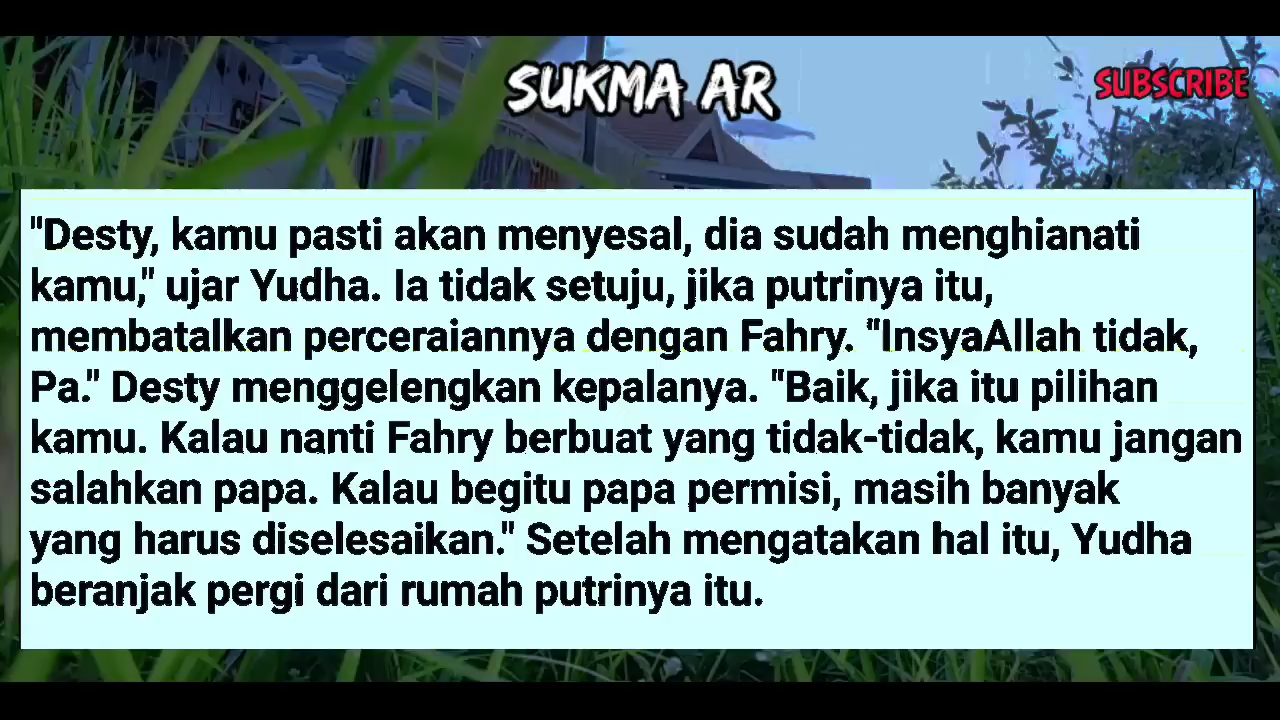 SUKMA AR
SUBSCRIBE
"Desty, kamu pasti akan menyesal, dia sudah menghianati
kamu," ujar Yudha. Ia tidak setuju, jika putrinya itu,
membatalkan perceraiannya dengan Fahry. "InsyaAllah tidak,
Pa." Desty menggelengkan kepalanya. "Baik, jika itu pilihan
kamu. Kalau nanti Fahry berbuat yang tidak-tidak, kamu jangan
salahkan papa. Kalau begitu papa permisi, masih banyak
yang harus diselesaikan." Setelah mengatakan hal itu, Yudha
beranjak pergi dari rumah putrinya itu.